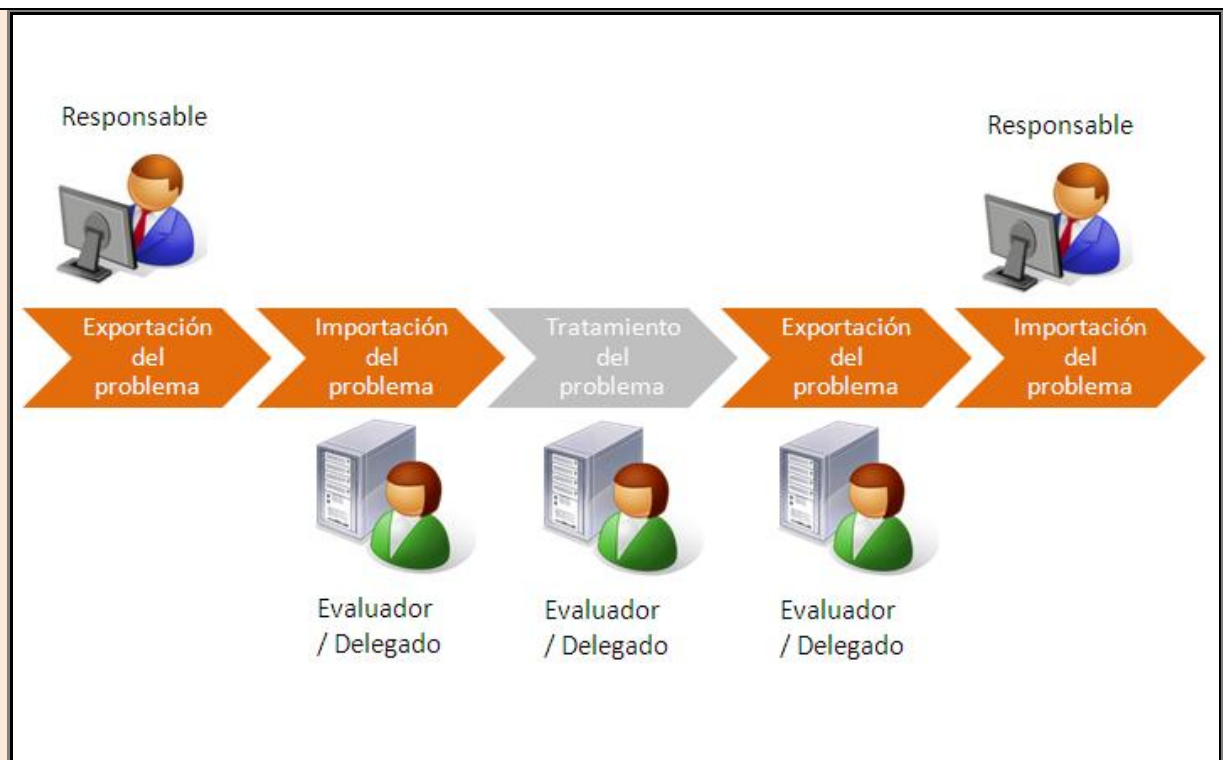 Responsable
Responsable
Exportación
del
problema
Importación
del
problema
Tratamiento
del
problema
Exportación
del
problema
Importación
del
problema
Evaluador
/ Delegado
Evaluador
/ Delegado
Evaluador
/ Delegado